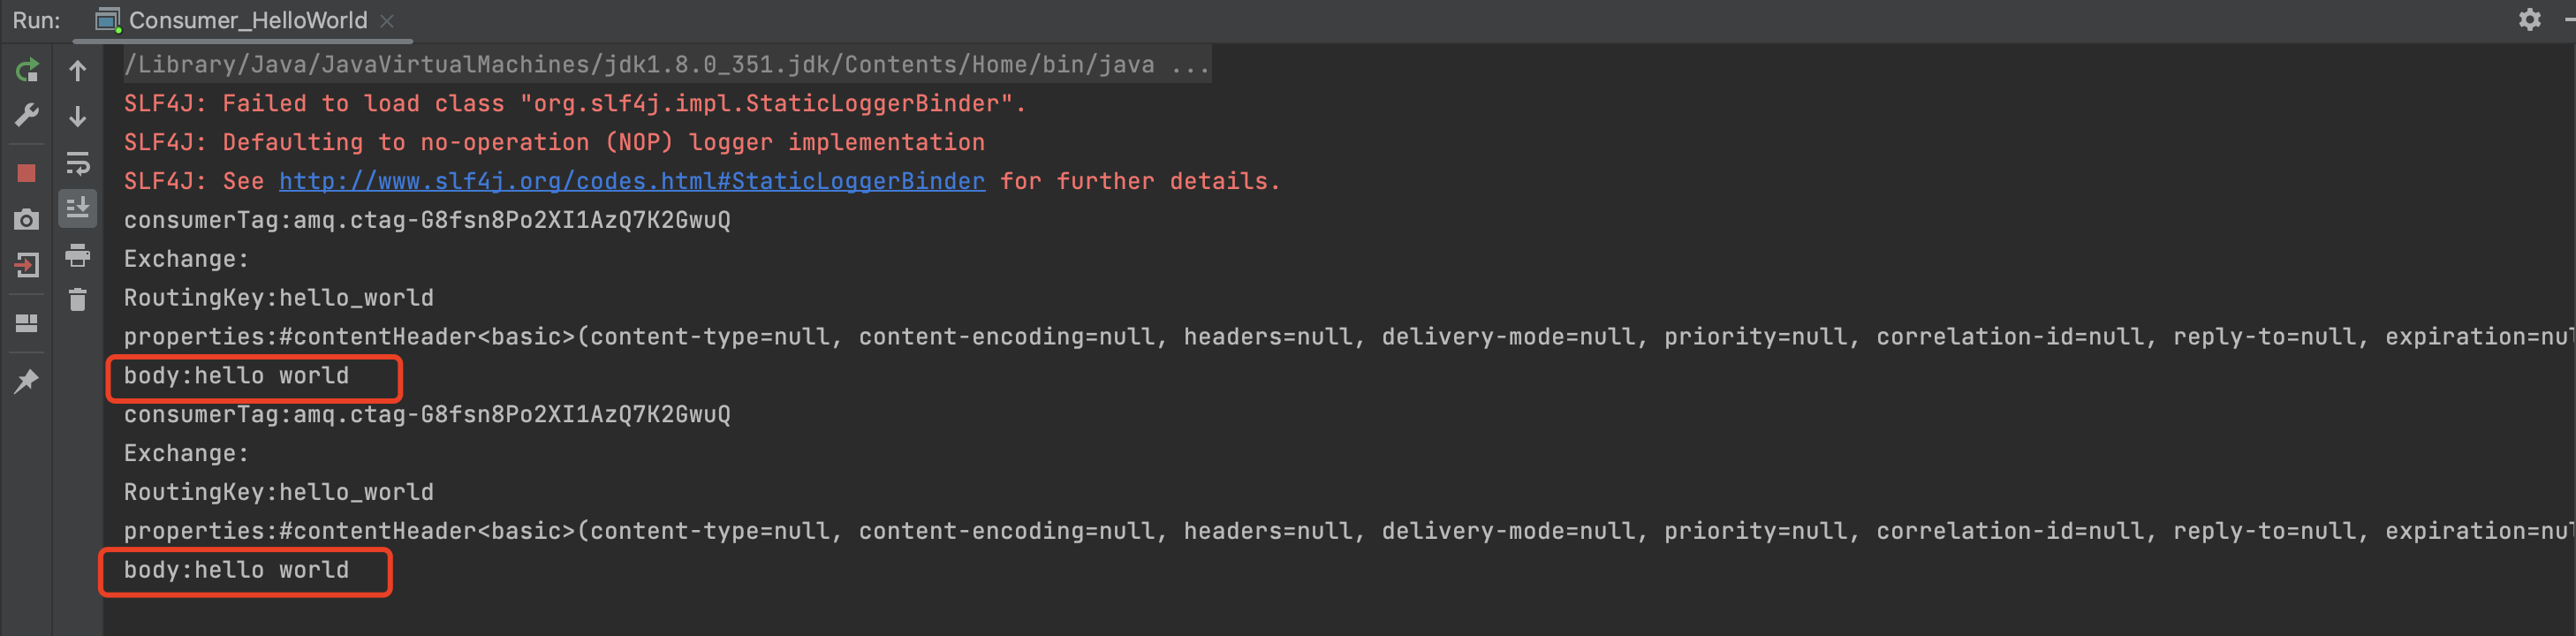 Run: Consumer_HelloWorld
/Library/Java/JavaVirtualMachines/jdk1.8.0_351.jdk/Contents/Home/bin/java ...
SLF4J: Failed to load class "org.slf4j.impl.StaticLoggerBinder".
SLF4J: Defaulting to no-operation (NOP) logger implementation
SLF4J: See http://www.slf4j.org/codes.html#StaticLoggerBinder for further details.
consumerTag:amq.ctag-G8fsn8Po2XI1AzQ7K2GwuQ
Exchange:
RoutingKey:hello_world
properties:#contentHeader<basic>(content-type=null, content-encoding=null, headers=null, delivery-mode=null, priority=null, correlation-id=null, reply-to=null, expiration=nul
body:hello world
consumerTag:amq.ctag-G8fsn8Po2XI1AzQ7K2GwuQ
Exchange:
RoutingKey:hello_world
properties:#contentHeader<basic>(content-type=null, content-encoding=null, headers=null, delivery-mode=null, priority=null, correlation-id=null, reply-to=null, expiration=nul
body:hello world